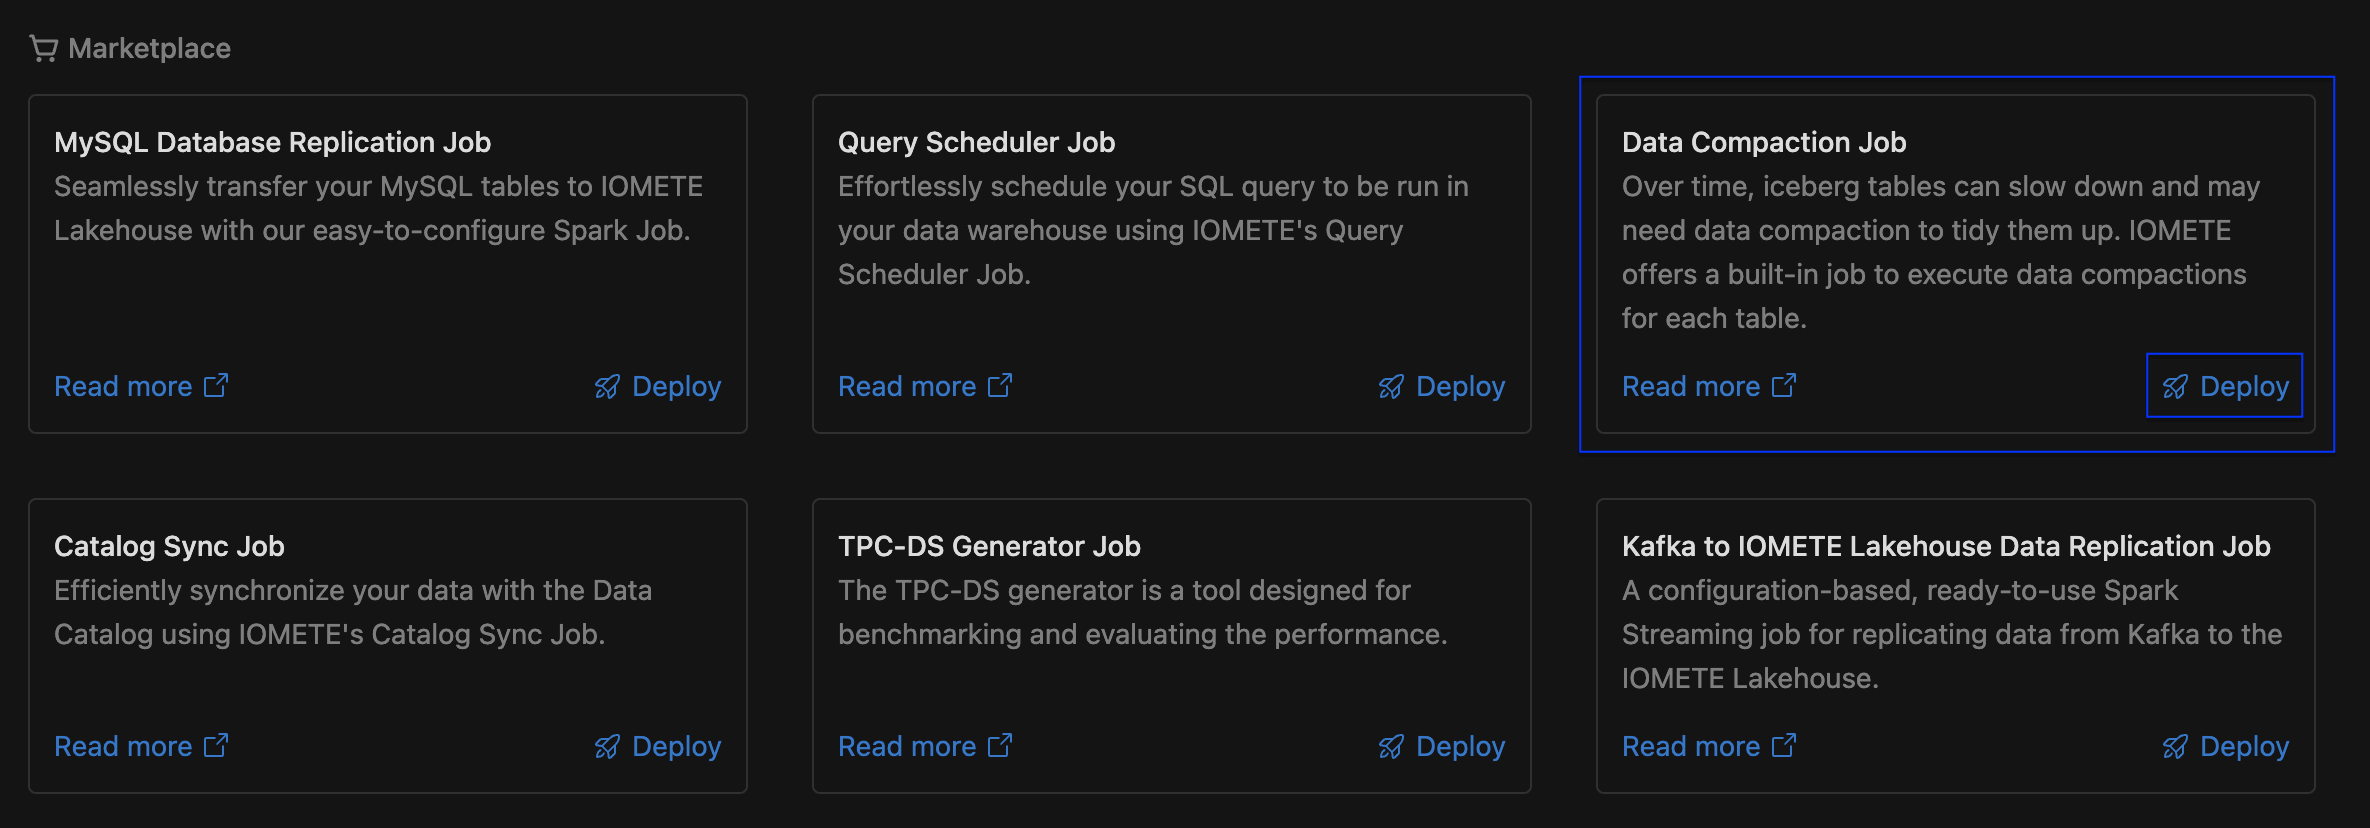 Marketplace
MySQL Database Replication Job
Seamlessly transfer your MySQL tables to IOMETE
Lakehouse with our easy-to-configure Spark Job.
Read more
Deploy
Query Scheduler Job
Effortlessly schedule your SQL query to be run in
your data warehouse using IOMETE's Query
Scheduler Job.
Read more
Deploy
Data Compaction Job
Over time, iceberg tables can slow down and may
need data compaction to tidy them up. IOMETE
offers a built-in job to execute data compactions
for each table.
Read more
Deploy
Catalog Sync Job
Efficiently synchronize your data with the Data
Catalog using IOMETE's Catalog Sync Job.
Read more
Deploy
TPC-DS Generator Job
The TPC-DS generator is a tool designed for
benchmarking and evaluating the performance.
Read more
Deploy
Kafka to IOMETE Lakehouse Data Replication Job
A configuration-based, ready-to-use Spark
Streaming job for replicating data from Kafka to the
IOMETE Lakehouse.
Read more
Deploy